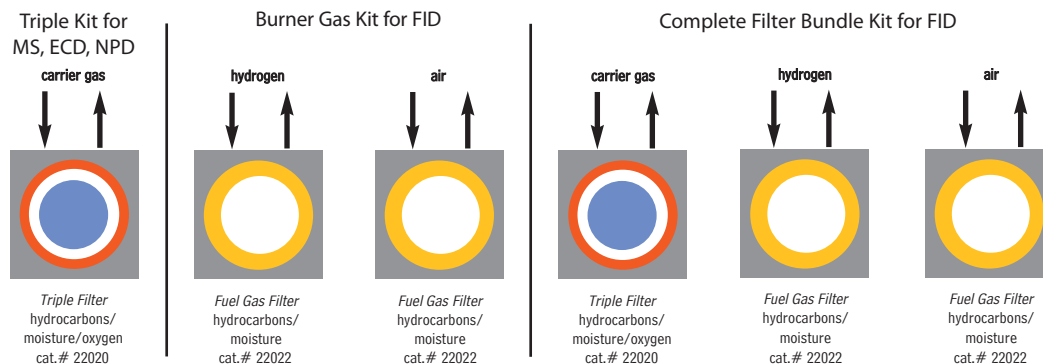 Triple Kit for
MS, ECD, NPD
carrier gas
Triple Filter
hydrocarbons/
moisture/oxygen
cat.# 22020
Burner Gas Kit for FID
hydrogen
Fuel Gas Filter
hydrocarbons/
moisture
cat.# 22022
air
Fuel Gas Filter
hydrocarbons/
moisture
cat.# 22022
Complete Filter Bundle Kit for FID
carrier gas
Triple Filter
hydrocarbons/
moisture/oxygen
cat.# 22020
hydrogen
Fuel Gas Filter
hydrocarbons/
moisture
cat.# 22022
air
Fuel Gas Filter
hydrocarbons/
moisture
cat.# 22022